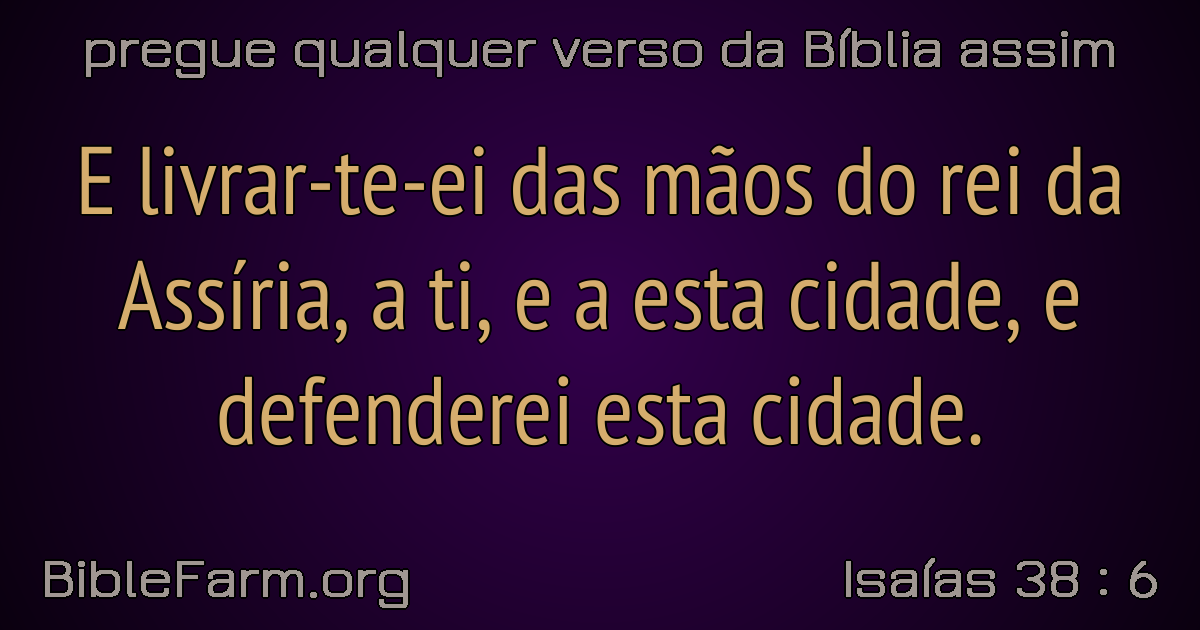 pregue qualquer verso da Bíblia assim
E livrar-te-ei das mãos do rei da
Assíria, a ti, e a esta cidade, e
defenderei esta cidade.
BibleFarm.org
Isaías 38 : 6